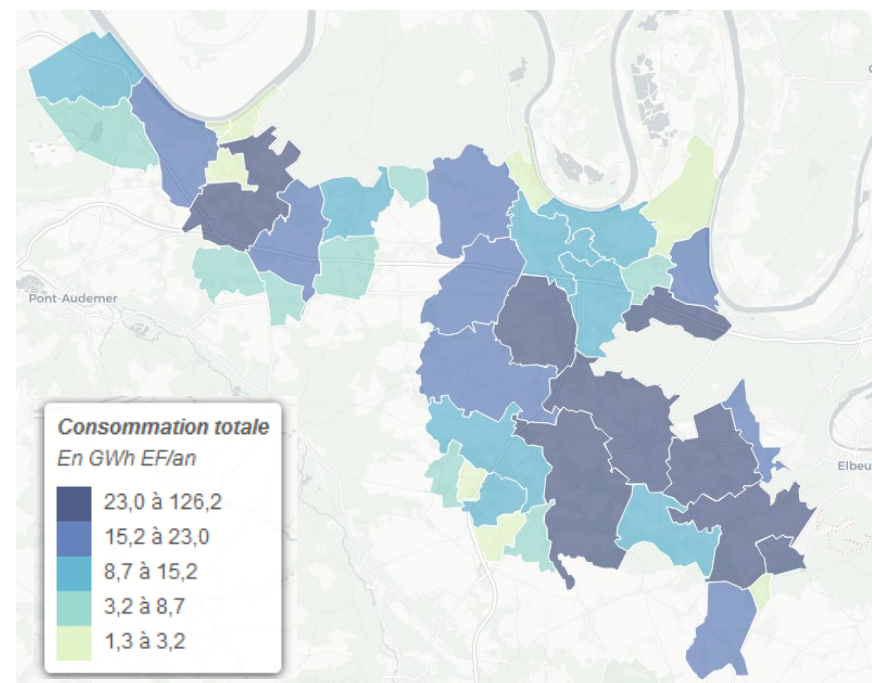 Pont-Audemer
Elbeu
Consommation totale
En GWh EF/an
23,0 à 126,2
15,2 à 23,0
8,7 à 15,2
3,2 à 8,7
1,3 à 3,2